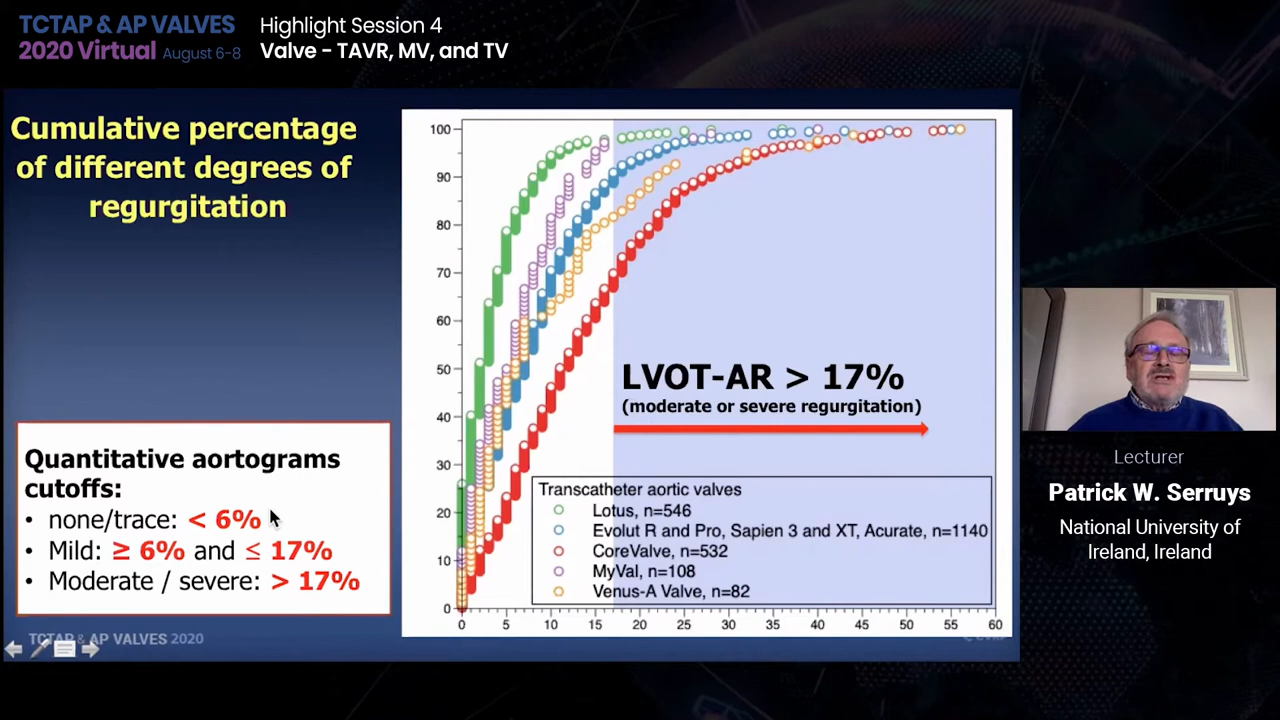 TCTAP & AP VALVES
2020 Virtual August 6-8
Highlight Session 4
Valve - TAVR, MV, and TV
Cumulative percentage
of different degrees of
regurgitation
Quantitative aortograms
cutoffs:
• none/trace: < 6%
• Mild: ≥ 6% and ≤ 17%
• Moderate / severe: > 17%
TCTAP & AP VALVES 2020
100
90
80
70
60
50
40
30
20
10
0
LVOT-AR > 17%
(moderate or severe regurgitation)
Transcatheter aortic valves
Lotus, n=546
Evolut R and Pro, Sapien 3 and XT, Acurate, n=1140
CoreValve, n=532
MyVal, n=108
Venus-A Valve, n=82
0 5 10 15 20 25 30 35 40 45 50 55 60
Lecturer
Patrick W. Serruys
National University of
Ireland, Ireland